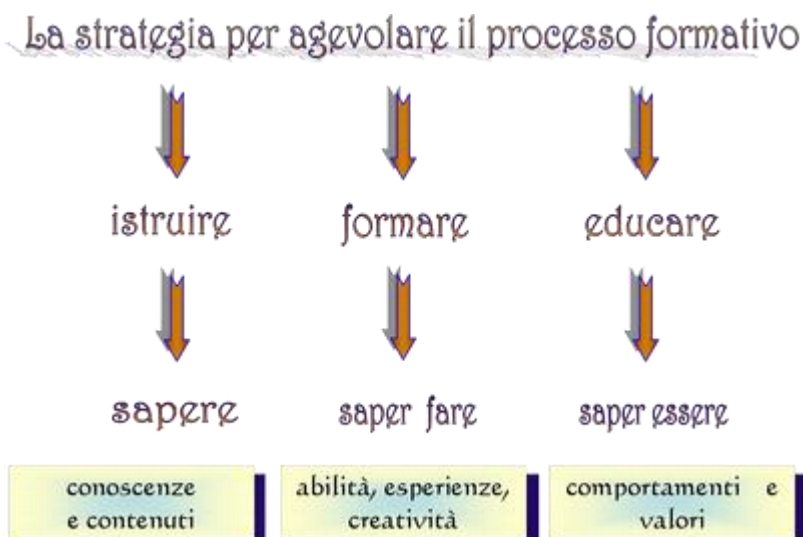 La strategia per agevolare il processo formativo
istruire
formare
educare
sapere
saper fare
saper essere
conoscenze
e contenuti
abilità, esperienze,
creatività
comportamenti e
valori